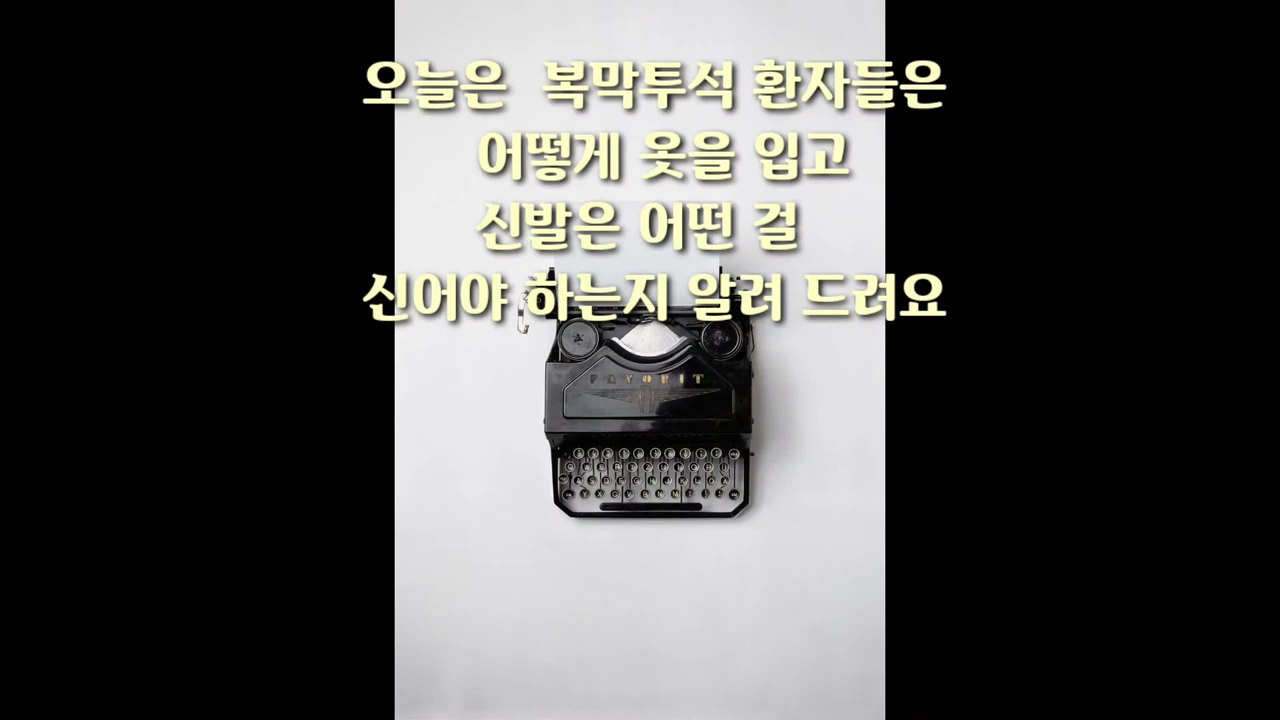 오늘은 복막투석 환자들은
어떻게 옷을 입고
신발은 어떤 걸
신어야 하는지 알려 드려요
FAVORIT